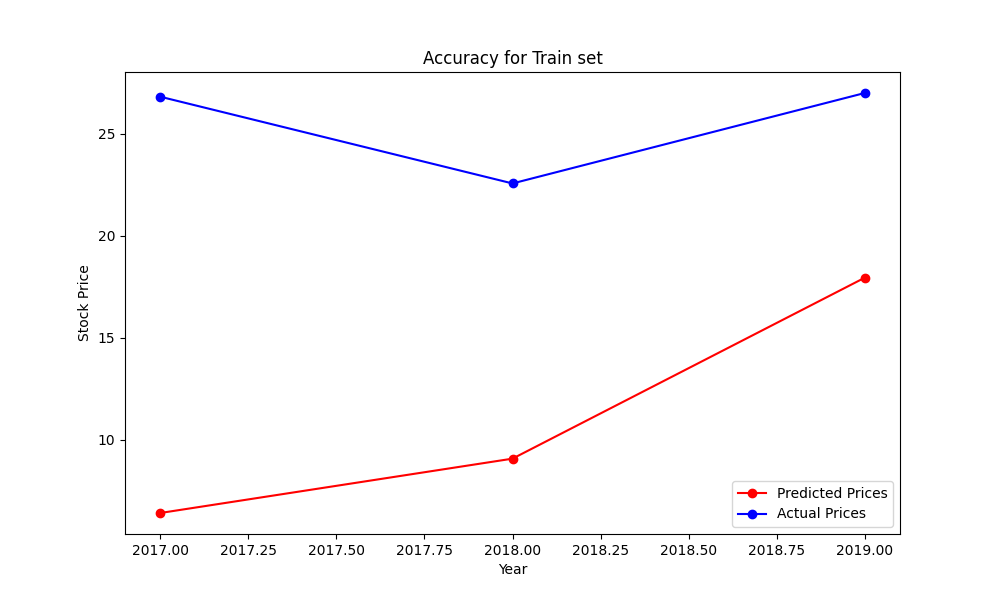 Accuracy for Train set
Stock Price
25
20
15
10
2017.00 2017.25 2017.50 2017.75 2018.00 2018.25 2018.50 2018.75 2019.00
Year
Predicted Prices
Actual Prices